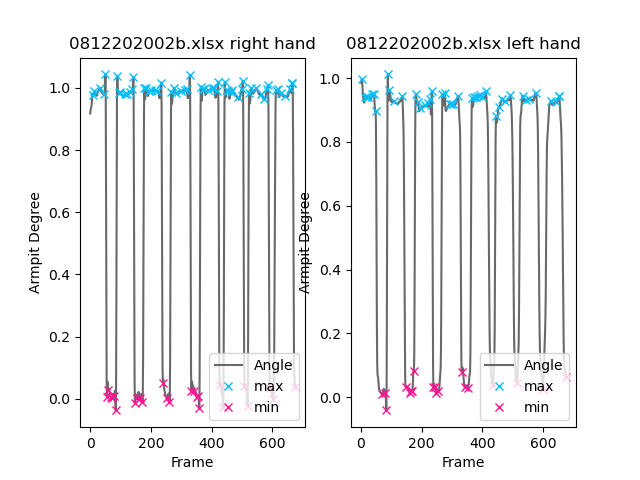 0812202002b.xlsx right hand
1.0
0.8
0.6
0.4
0.2
0.0
Armpit Degree
0 200 400 600
Frame
Angle
max
min
0812202002b.xlsx left hand
1.0
0.8
0.6
0.4
0.2
0.0
Armpit Degree
0 200 400 600
Frame
Angle
max
min